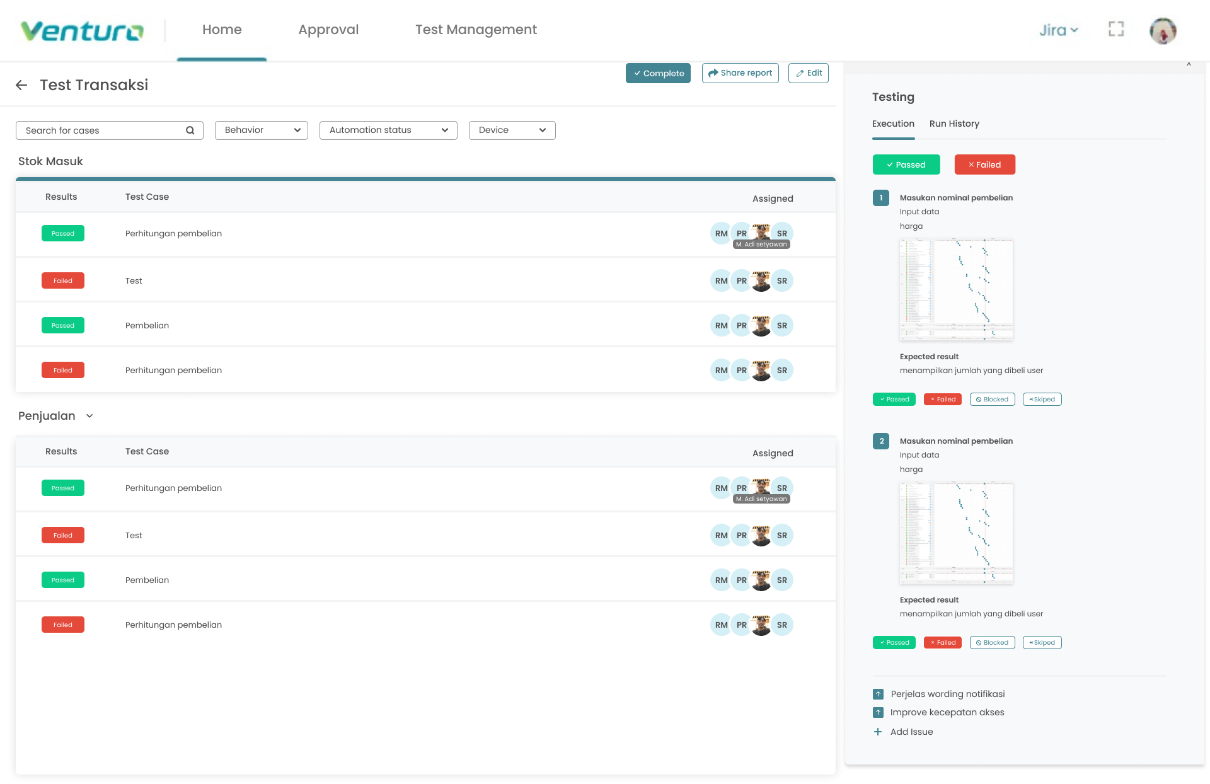 Venturo
Home Approval Test Management Jira
Test Transaksi
Complete Share report Edit
Search for cases Behavior Automation status Device
Stok Masuk
Results Test Case Assigned
Passed Perhitungan pembelian RM PR SR
M. Adi setyawan
Failed Test RM PR SR
Passed Pembelian RM PR SR
Failed Perhitungan pembelian RM PR SR
Penjualan
Results Test Case Assigned
Passed Perhitungan pembelian RM PR SR
M. Adi setyawan
Failed Test RM PR SR
Passed Pembelian RM PR SR
Failed Perhitungan pembelian RM PR SR
Testing
Execution Run History
Passed Failed
1 Masukan nominal pembelian
Input data
harga
Expected result
menampilkan jumlah yang dibeli user
Passed Failed Blocked Skiped
2 Masukan nominal pembelian
Input data
harga
Expected result
menampilkan jumlah yang dibeli user
Passed Failed Blocked Skiped
Perjelas wording notifikasi
Improve kecepatan akses
Add Issue